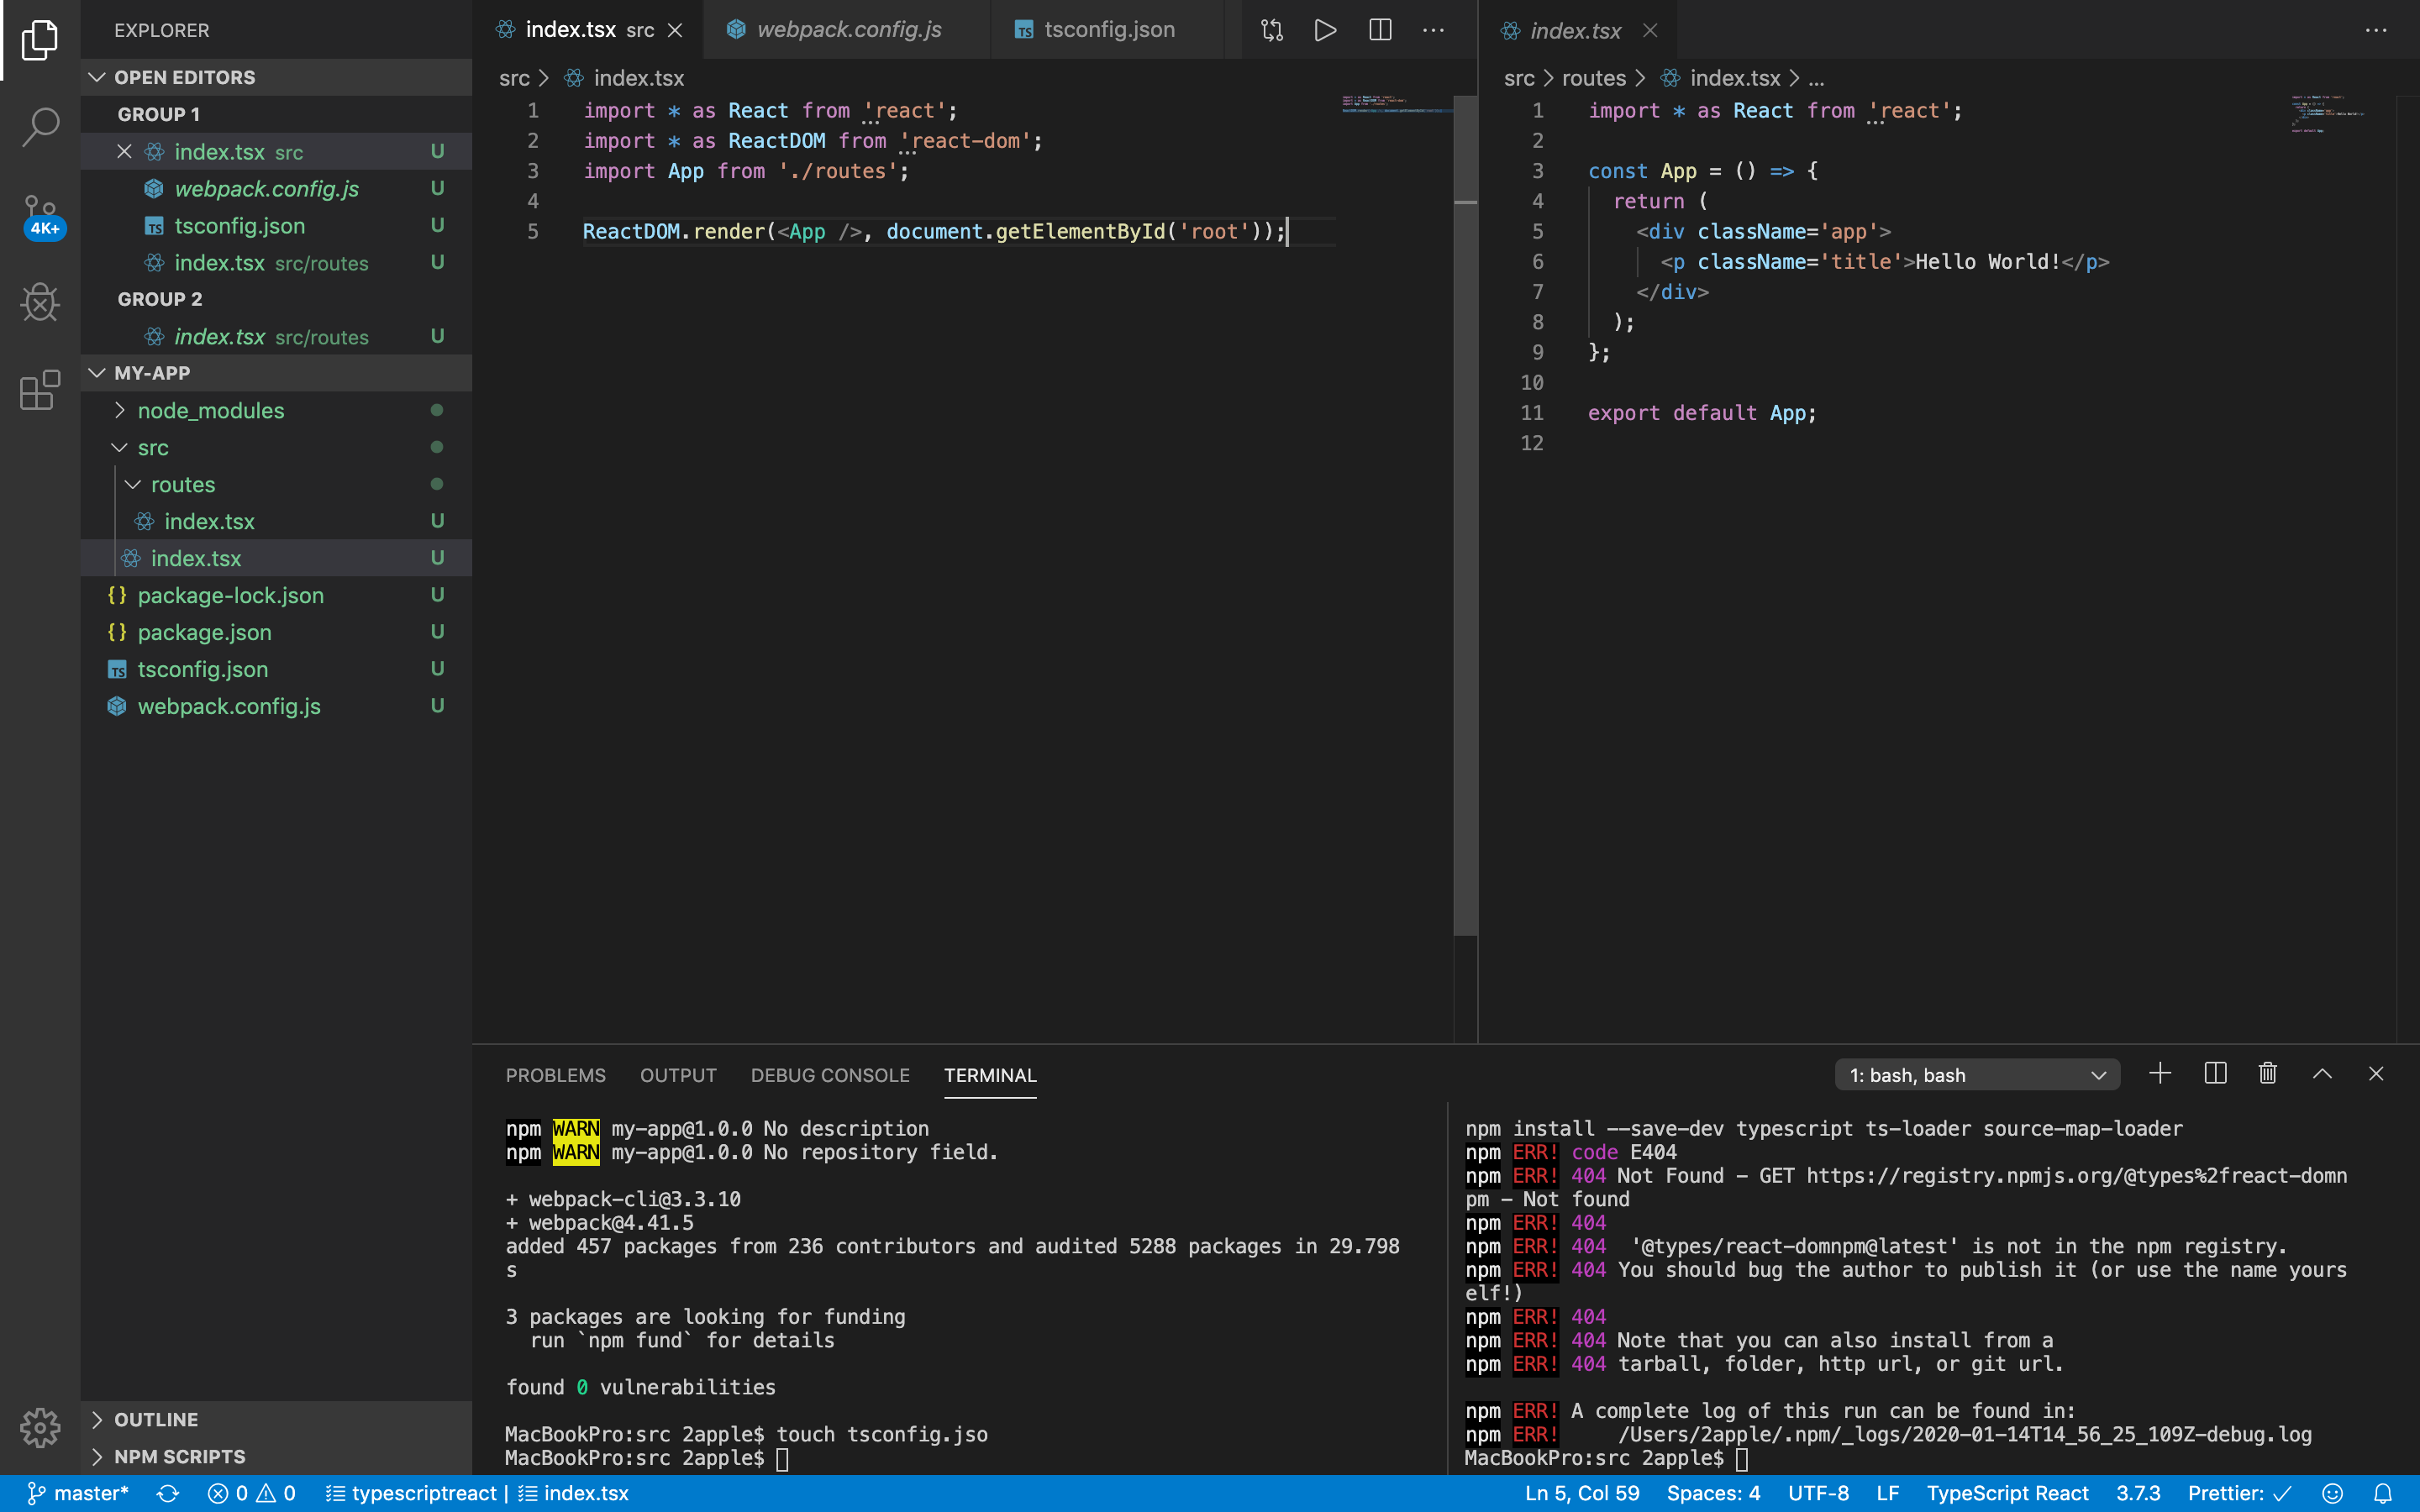 EXPLORER
OPEN EDITORS
GROUP 1
index.tsx src U
webpack.config.js U
tsconfig.json U
index.tsx src/routes U
GROUP 2
index.tsx src/routes U
MY-APP
node_modules
src
routes
index.tsx U
index.tsx U
package-lock.json U
package.json U
tsconfig.json U
webpack.config.js U
OUTLINE
NPM SCRIPTS
4K+
index.tsx src
webpack.config.js
tsconfig.json
src > index.tsx
1 import * as React from 'react';
2 import * as ReactDOM from 'react-dom';
3 import App from './routes';
4
5 ReactDOM.render(<App />, document.getElementById('root'));
index.tsx
src > routes > index.tsx > ...
1 import * as React from 'react';
2
3 const App = () => {
4 return (
5 <div className='app'>
6 <p className='title'>Hello World!</p>
7 </div>
8 );
9 };
10
11 export default App;
12
PROBLEMS OUTPUT DEBUG CONSOLE TERMINAL
1: bash, bash
npm WARN my-app@1.0.0 No description
npm WARN my-app@1.0.0 No repository field.
+ webpack-cli@3.3.10
+ webpack@4.41.5
added 457 packages from 236 contributors and audited 5288 packages in 29.798
s
3 packages are looking for funding
run `npm fund` for details
found 0 vulnerabilities
MacBookPro:src 2apple$ touch tsconfig.jso
MacBookPro:src 2apple$
npm install --save-dev typescript ts-loader source-map-loader
npm ERR! code E404
npm ERR! 404 Not Found - GET https://registry.npmjs.org/@types%2freact-domn
pm - Not found
npm ERR! 404
npm ERR! 404 '@types/react-domnpm@latest' is not in the npm registry.
npm ERR! 404 You should bug the author to publish it (or use the name yours
elf!)
npm ERR! 404
npm ERR! 404 Note that you can also install from a
npm ERR! 404 tarball, folder, http url, or git url.
npm ERR! A complete log of this run can be found in:
npm ERR! /Users/2apple/.npm/_logs/2020-01-14T14_56_25_109Z-debug.log
MacBookPro:src 2apple$
master* 0 0 typescriptreact | index.tsx Ln 5, Col 59 Spaces: 4 UTF-8 LF TypeScript React 3.7.3 Prettier: ✓